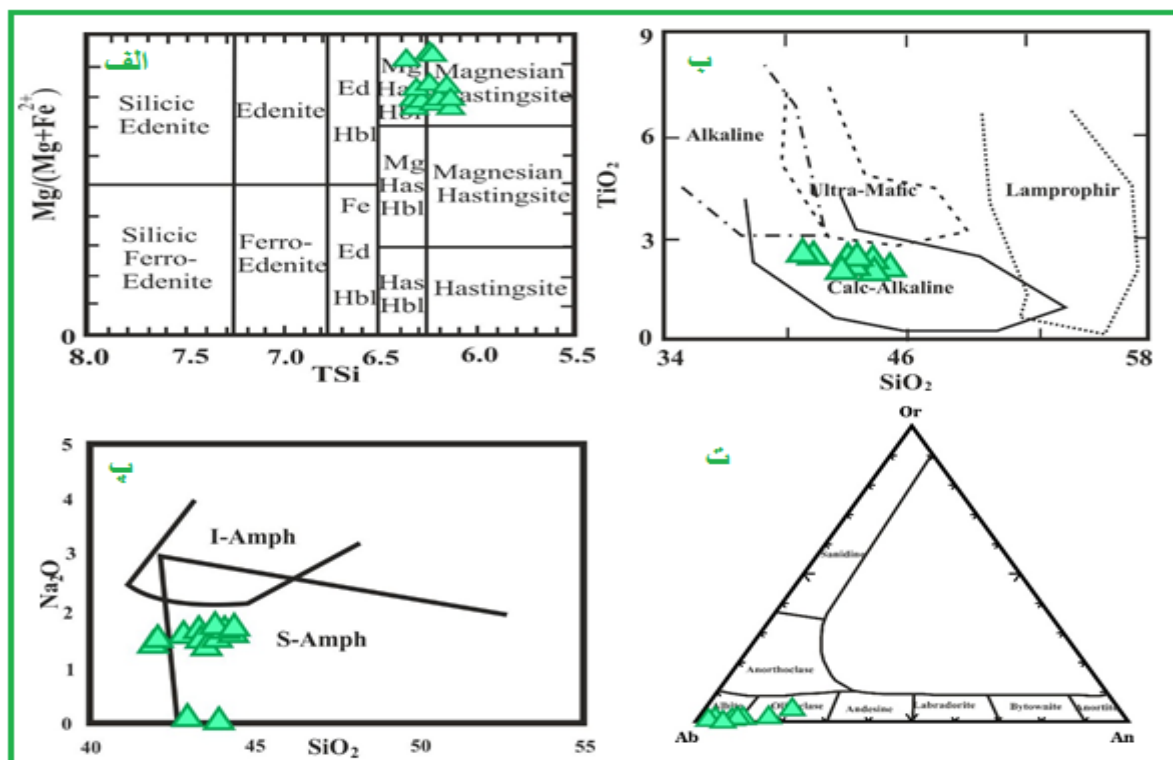 الف
Mg/(Mg+Fe²⁺)
Silicic
Edenite
Edenite
Ed
Hbl
Mg
Has
Hbl
Magnesian
Hastingsite
Silicic
Ferro-
Edenite
Ferro-
Edenite
Fe
Ed
Hbl
Mg
Has
Hbl
Magnesian
Hastingsite
Has
Hbl
Hastingsite
0
8.0 7.5 7.0 6.5 6.0 5.5
TSi
ب
9
6
3
0
TiO₂
Alkaline
Ultra-Mafic
Lamprophir
Calc-Alkaline
34 46 58
SiO₂
پ
5
4
3
2
1
0
Na₂O
I-Amph
S-Amph
40 45 50 55
SiO₂
ت
Or
Sanidine
Anorthoclase
Albite Oligoclase Andesine Labradorite Bytownite Anortite
Ab An